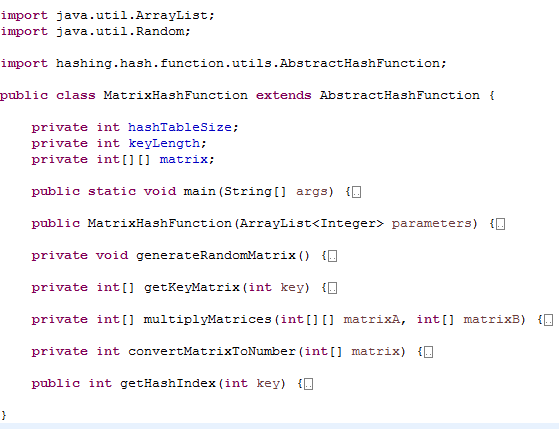 import java.util.ArrayList;
import java.util.Random;
import hashing.hash.function.utils.AbstractHashFunction;
public class MatrixHashFunction extends AbstractHashFunction {
private int hashTableSize;
private int keyLength;
private int[][] matrix;
public static void main(String[] args) {
public MatrixHashFunction(ArrayList<Integer> parameters) {
private void generateRandomMatrix() {
private int[] getKeyMatrix(int key) {
private int[] multiplyMatrices(int[][] matrixA, int[] matrixB) {
private int convertMatrixToNumber(int[] matrix) {
public int getHashIndex(int key) {
}